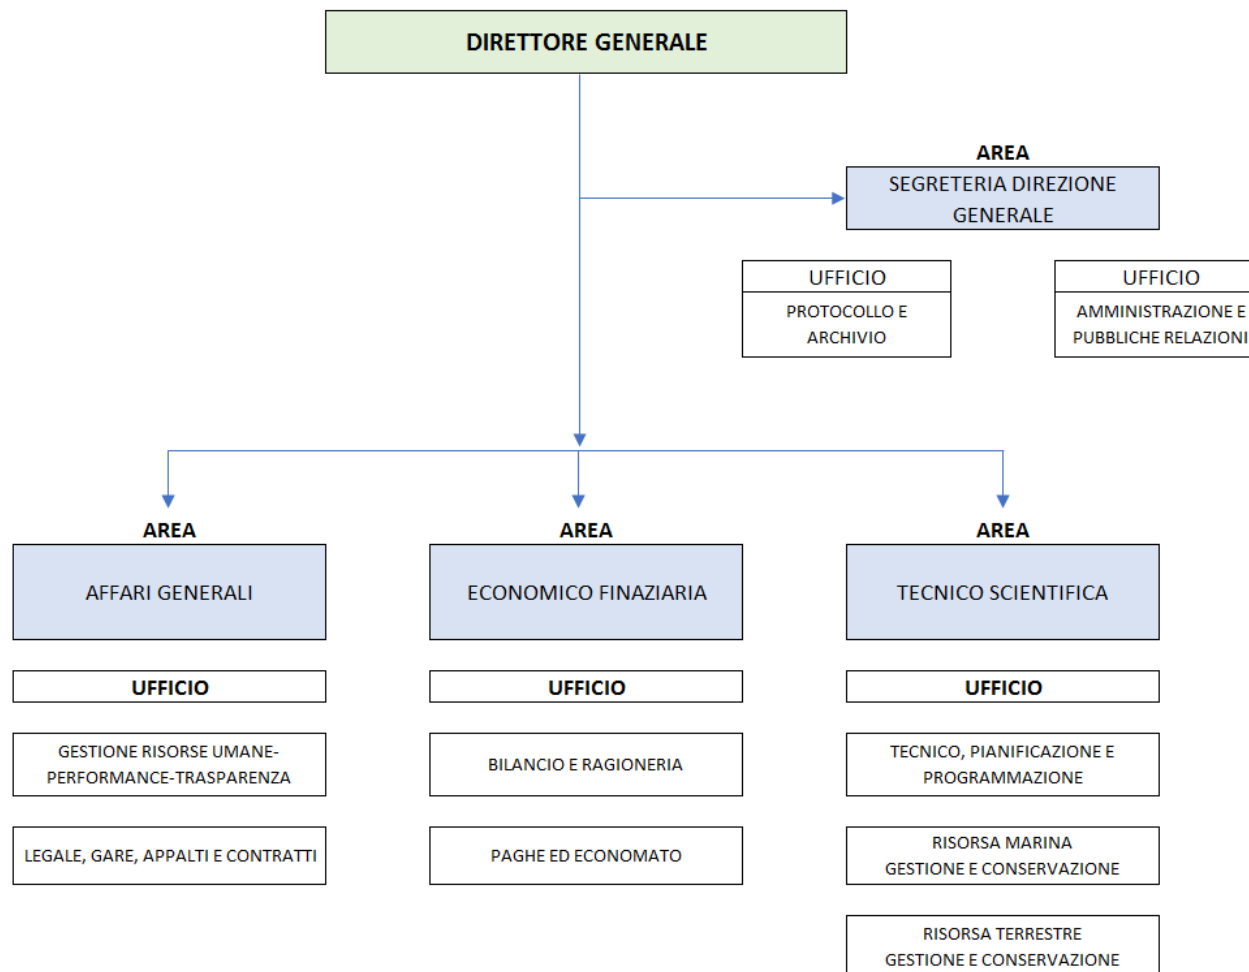 DIRETTORE GENERALE
AREA
SEGRETERIA DIREZIONE
GENERALE
UFFICIO
PROTOCOLLO E
ARCHIVIO
UFFICIO
AMMINISTRAZIONE E
PUBBLICHE RELAZIONI
AREA
AFFARI GENERALI
UFFICIO
GESTIONE RISORSE UMANE-
PERFORMANCE-TRASPARENZA
LEGALE, GARE, APPALTI E CONTRATTI
AREA
ECONOMICO FINAZIARIA
UFFICIO
BILANCIO E RAGIONERIA
PAGHE ED ECONOMATO
AREA
TECNICO SCIENTIFICA
UFFICIO
TECNICO, PIANIFICAZIONE E
PROGRAMMAZIONE
RISORSA MARINA
GESTIONE E CONSERVAZIONE
RISORSA TERRESTRE
GESTIONE E CONSERVAZIONE